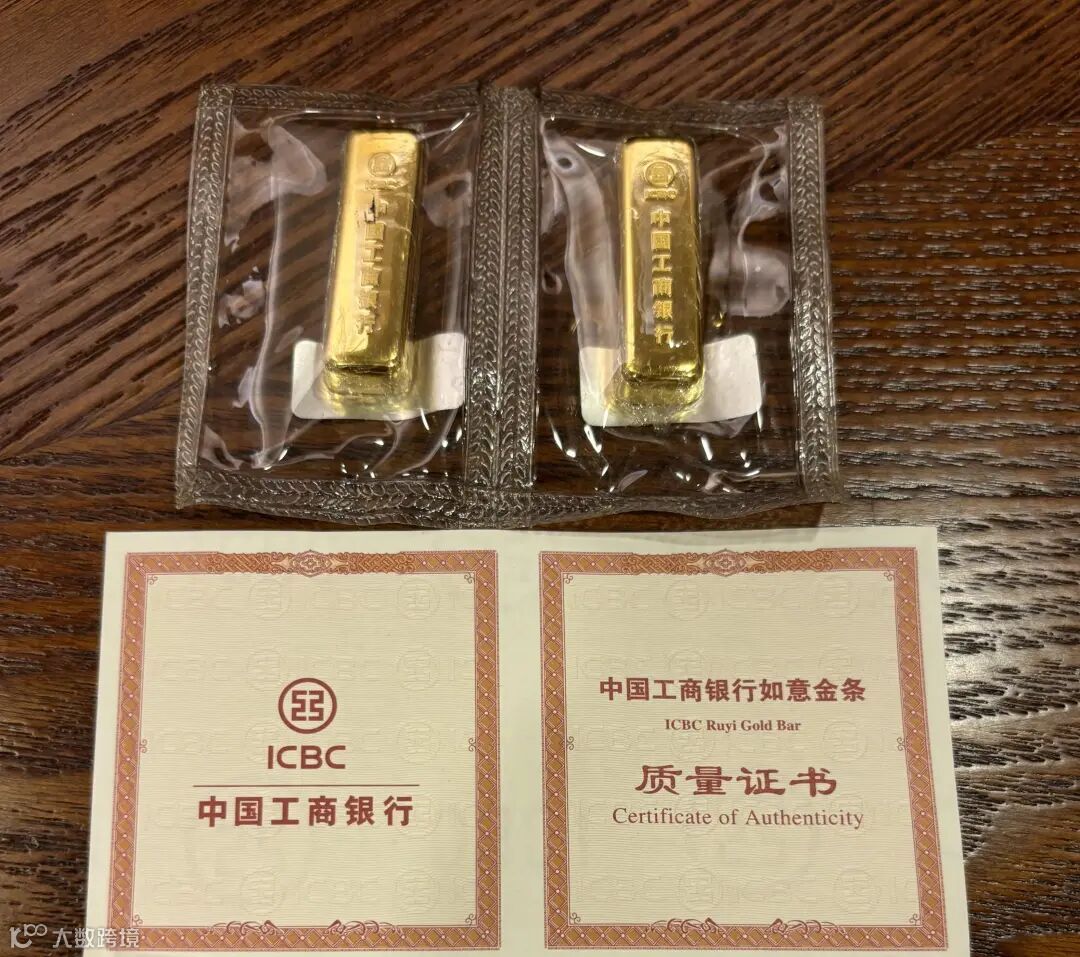 中国工商银行
中国工商银行
ICBC
中国工商银行
中国工商银行如意金条
ICBC Ruyi Gold Bar
质量证书
Certificate of Authenticity
大数跨境